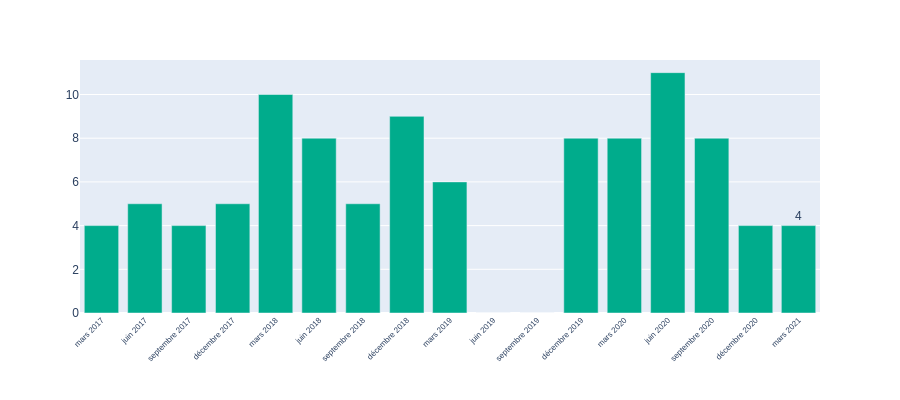 10
8
6
4
2
0
4
mars 2017
juin 2017
septembre 2017
décembre 2017
mars 2018
juin 2018
septembre 2018
décembre 2018
mars 2019
juin 2019
septembre 2019
décembre 2019
mars 2020
juin 2020
septembre 2020
décembre 2020
mars 2021